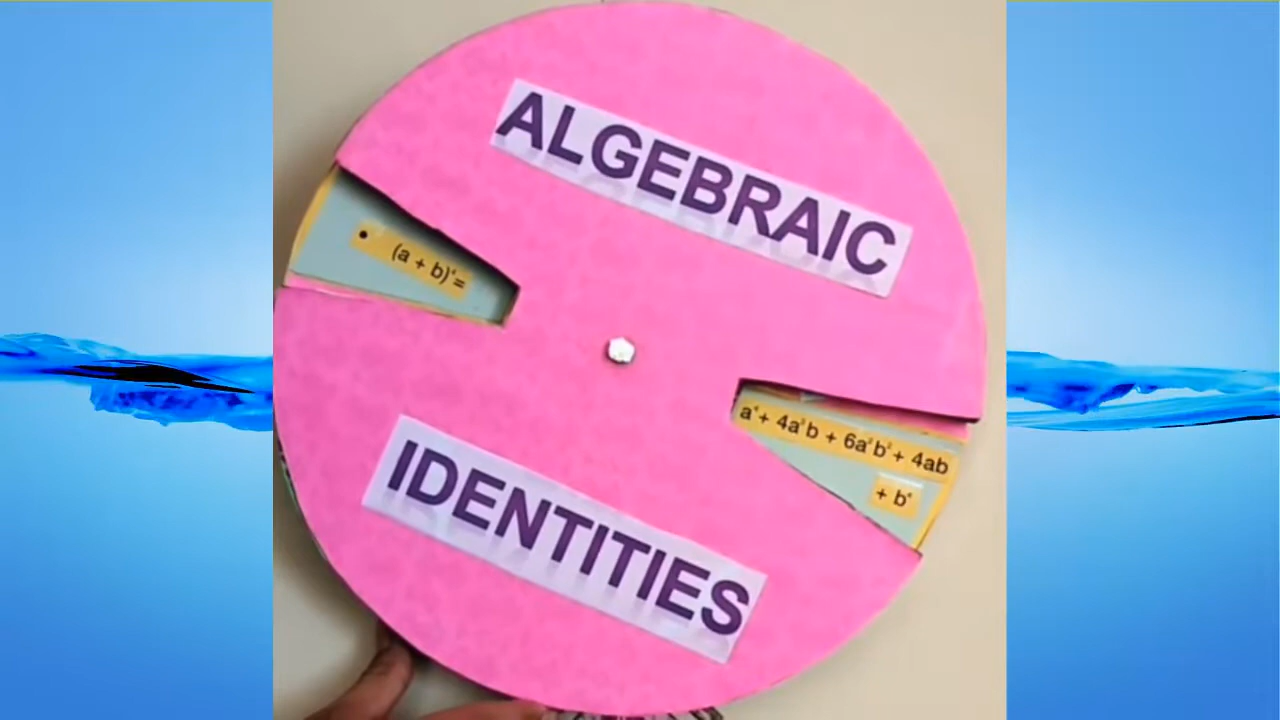 ALGEBRAIC
• (a + b)⁴=
a⁴+ 4a³b + 6a²b²+ 4ab
+ b⁴
IDENTITIES